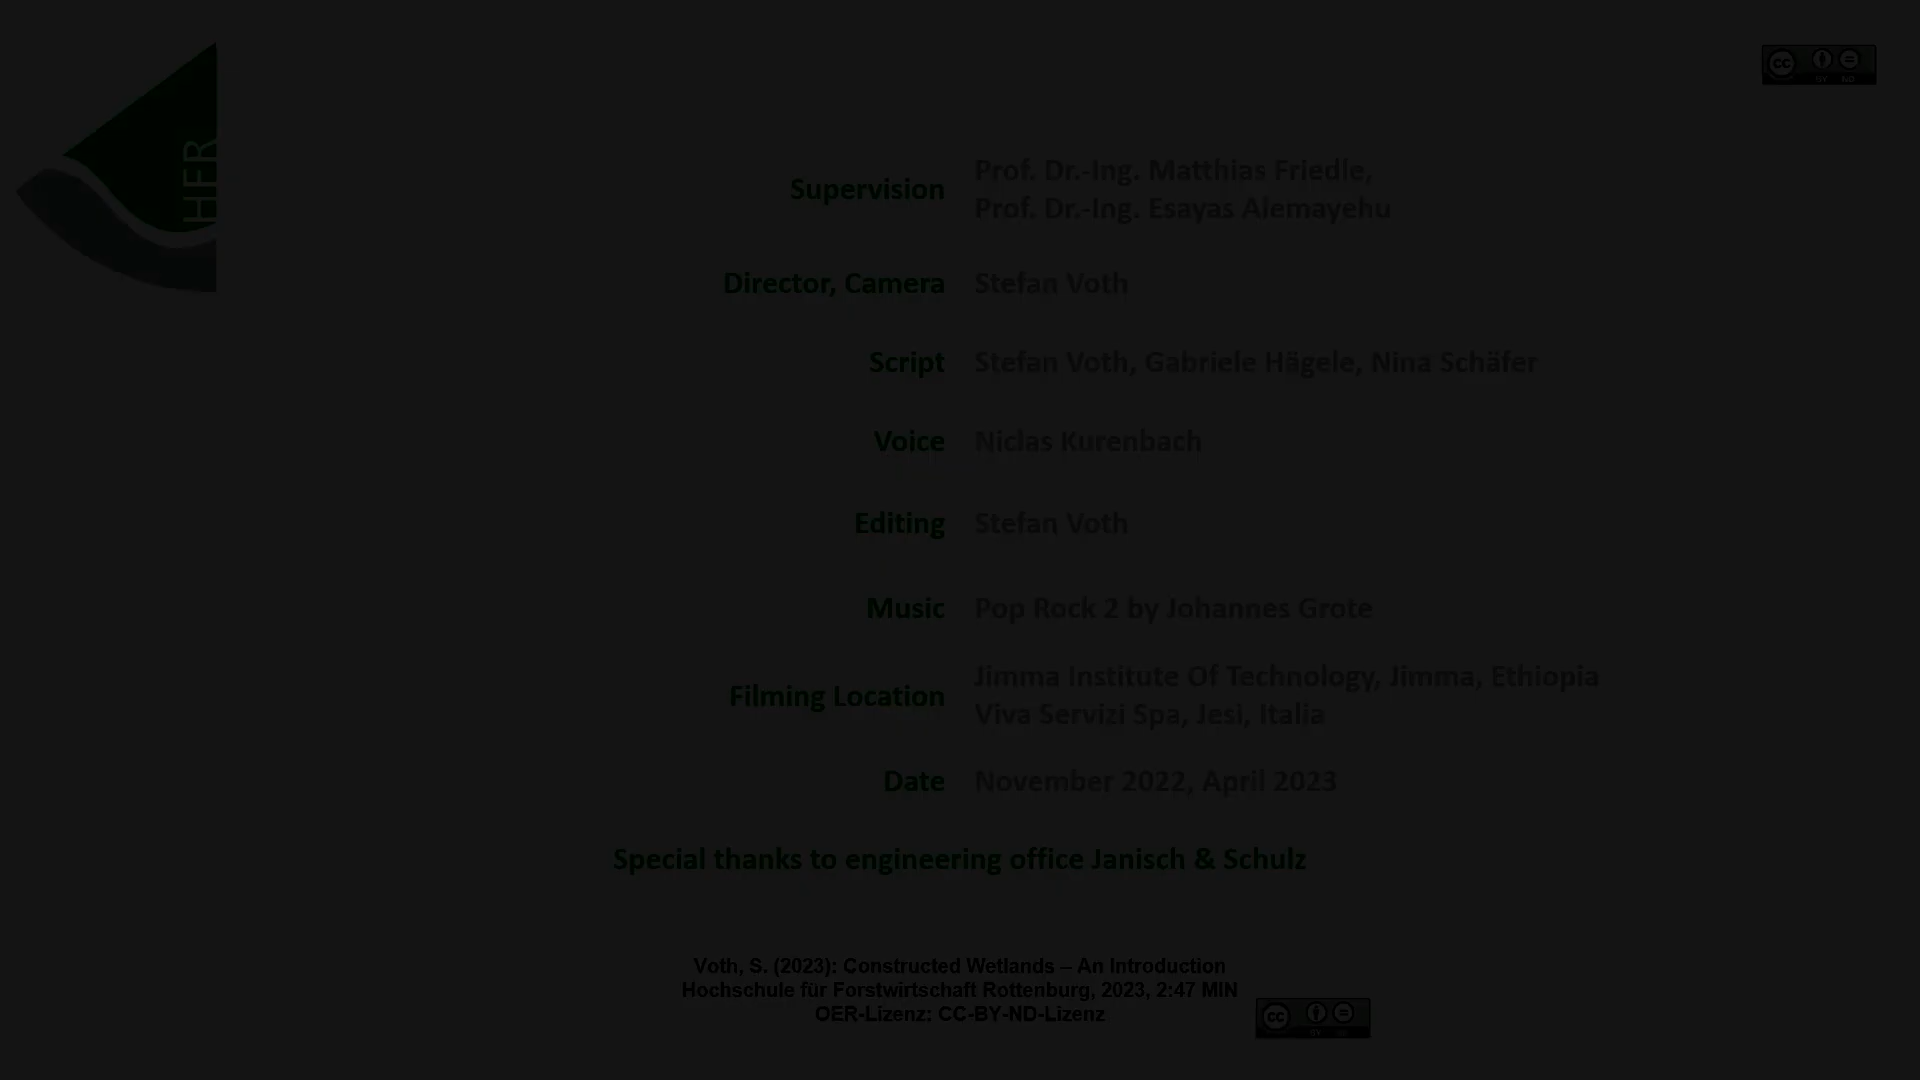 HFR
Supervision
Prof. Dr.-Ing. Matthias Friedle,
Prof. Dr.-Ing. Esayas Alemayehu
Director, Camera Stefan Voth
Script Stefan Voth, Gabriele Hägele, Nina Schäfer
Voice Niclas Kurenbach
Editing Stefan Voth
Music Pop Rock 2 by Johannes Grote
Filming Location
Jimma Institute Of Technology, Jimma, Ethiopia
Viva Servizi Spa, Jesi, Italia
Date November 2022, April 2023
Special thanks to engineering office Janisch & Schulz
Voth, S. (2023): Constructed Wetlands – An Introduction
Hochschule für Forstwirtschaft Rottenburg, 2023, 2:47 MIN
OER-Lizenz: CC-BY-ND-Lizenz
cc BY ND
cc